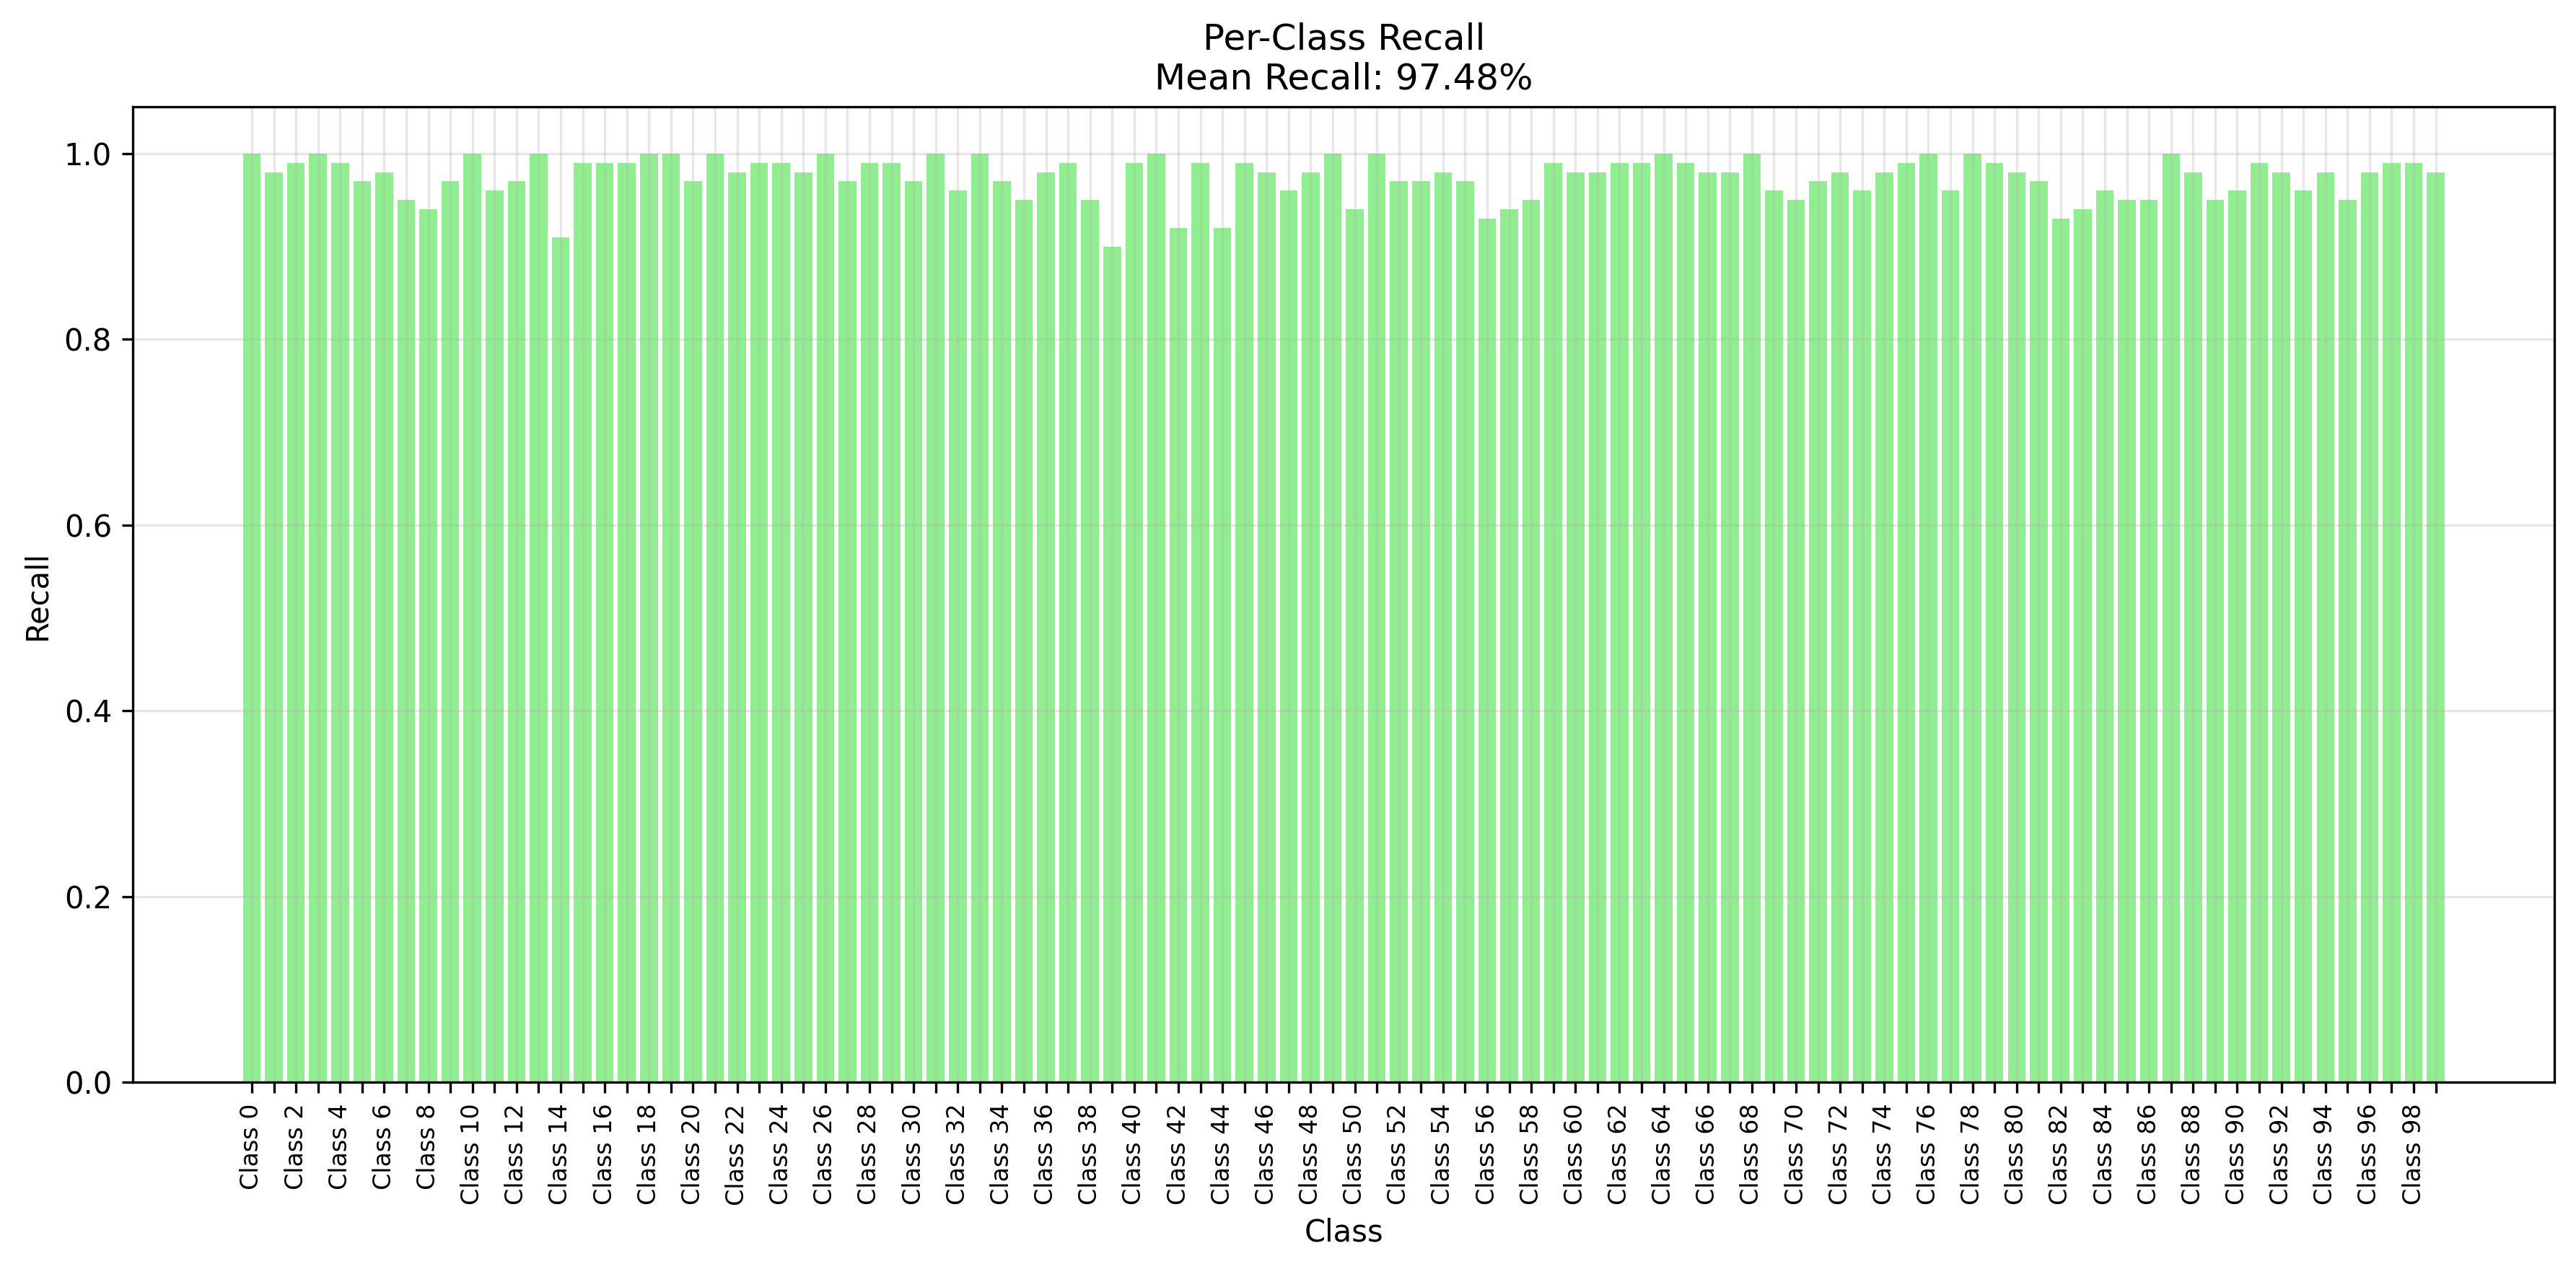 Per-Class Recall
Mean Recall: 97.48%
1.0
0.8
0.6
0.4
0.2
0.0
Recall
Class 0
Class 2
Class 4
Class 6
Class 8
Class 10
Class 12
Class 14
Class 16
Class 18
Class 20
Class 22
Class 24
Class 26
Class 28
Class 30
Class 32
Class 34
Class 36
Class 38
Class 40
Class 42
Class 44
Class 46
Class 48
Class 50
Class 52
Class 54
Class 56
Class 58
Class 60
Class 62
Class 64
Class 66
Class 68
Class 70
Class 72
Class 74
Class 76
Class 78
Class 80
Class 82
Class 84
Class 86
Class 88
Class 90
Class 92
Class 94
Class 96
Class 98
Class